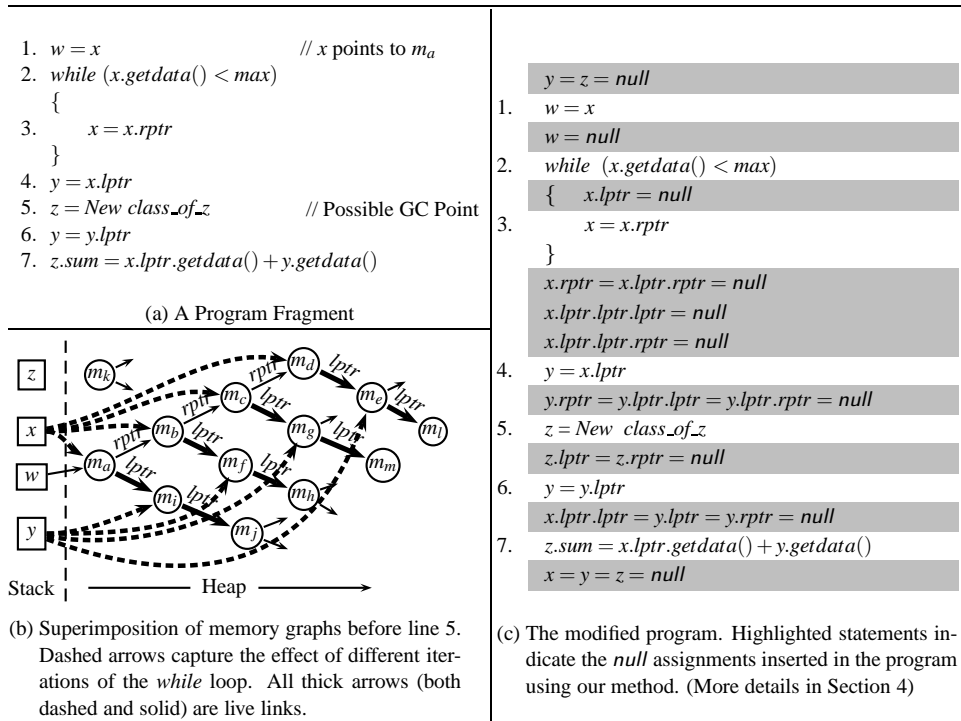 1. w = x // x points to m_a
2. while (x.getdata() < max)
{
3. x = x.rptr
}
4. y = x.lptr
5. z = New class_of_z // Possible GC Point
6. y = y.lptr
7. z.sum = x.lptr.getdata() + y.getdata()
(a) A Program Fragment
z
x
w
y
Stack
Heap
m_k
m_a
m_b
m_c
m_d
m_e
m_l
m_g
m_m
m_f
m_h
m_i
m_j
rptr
rptr
rptr
lptr
lptr
lptr
lptr
lptr
lptr
lptr
lptr
(b) Superimposition of memory graphs before line 5.
Dashed arrows capture the effect of different iter-
ations of the while loop. All thick arrows (both
dashed and solid) are live links.
y = z = null
1. w = x
w = null
2. while (x.getdata() < max)
{ x.lptr = null
3. x = x.rptr
}
x.rptr = x.lptr.rptr = null
x.lptr.lptr.lptr = null
x.lptr.lptr.rptr = null
4. y = x.lptr
y.rptr = y.lptr.lptr = y.lptr.rptr = null
5. z = New class_of_z
z.lptr = z.rptr = null
6. y = y.lptr
x.lptr.lptr = y.lptr = y.rptr = null
7. z.sum = x.lptr.getdata() + y.getdata()
x = y = z = null
(c) The modified program. Highlighted statements in-
dicate the null assignments inserted in the program
using our method. (More details in Section 4)